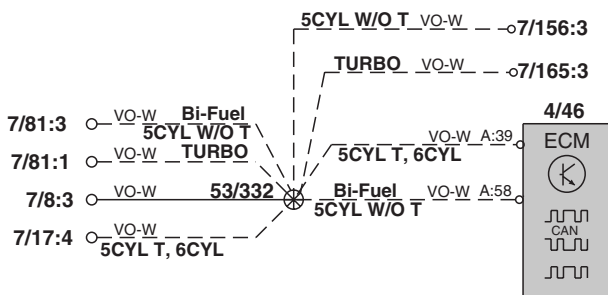 5CYL W/O T VO-W 7/156:3
TURBO VO-W 7/165:3
7/81:3 VO-W Bi-Fuel
5CYL W/O T
7/81:1 VO-W TURBO
7/8:3 VO-W 53/332
7/17:4 VO-W
5CYL T, 6CYL
VO-W A:39
5CYL T, 6CYL
Bi-Fuel VO-W A:58
5CYL W/O T
4/46
ECM
CAN